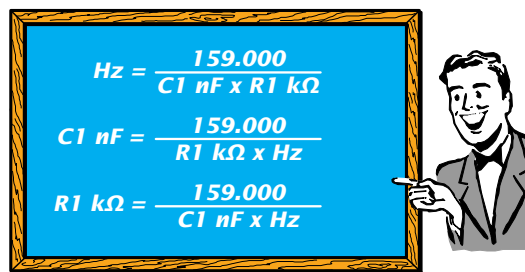 Hz = 159.000
C1 nF x R1 kΩ
C1 nF = 159.000
R1 kΩ x Hz
R1 kΩ = 159.000
C1 nF x Hz